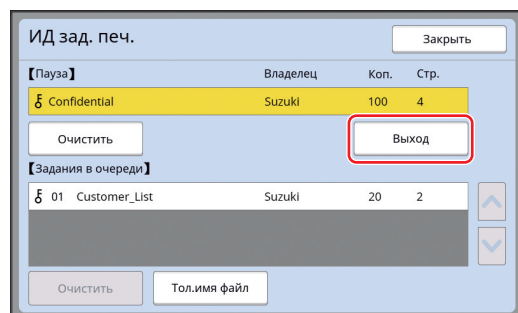 ИД зад. печ. Закрыть
【Пауза】 Владелец Коп. Стр.
Confidential Suzuki 100 4
Очистить Выход
【Задания в очереди】
01 Customer_List Suzuki 20 2
Очистить Тол.имя файл